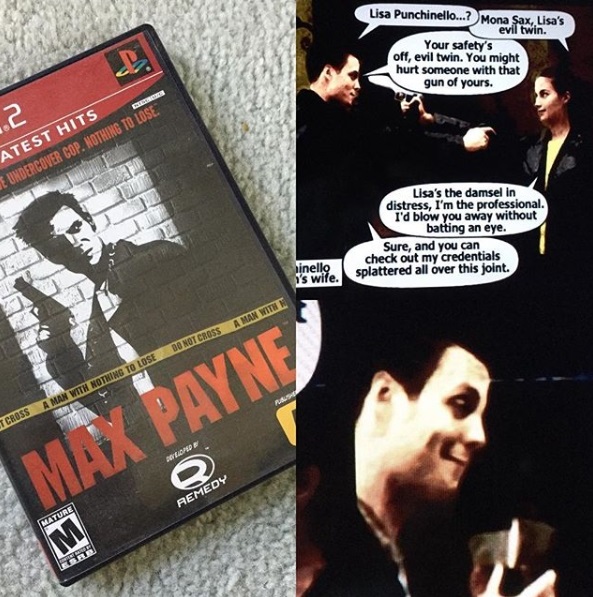 2
ATEST HITS
E UNDERCOVER COP. NOTHING TO LOSE.
T CROSS A MAN WITH NOTHING TO LOSE DO NOT CROSS A MAN WITH N
MAX PAYNE
DEVELOPED BY
REMEDY
MATURE
M
ESRB
Lisa Punchinello...?
Mona Sax, Lisa's
evil twin.
Your safety's
off, evil twin. You might
hurt someone with that
gun of yours.
Lisa's the damsel in
distress, I'm the professional.
I'd blow you away without
batting an eye.
Sure, and you can
check out my credentials
splattered all over this joint.
inello
's wife.